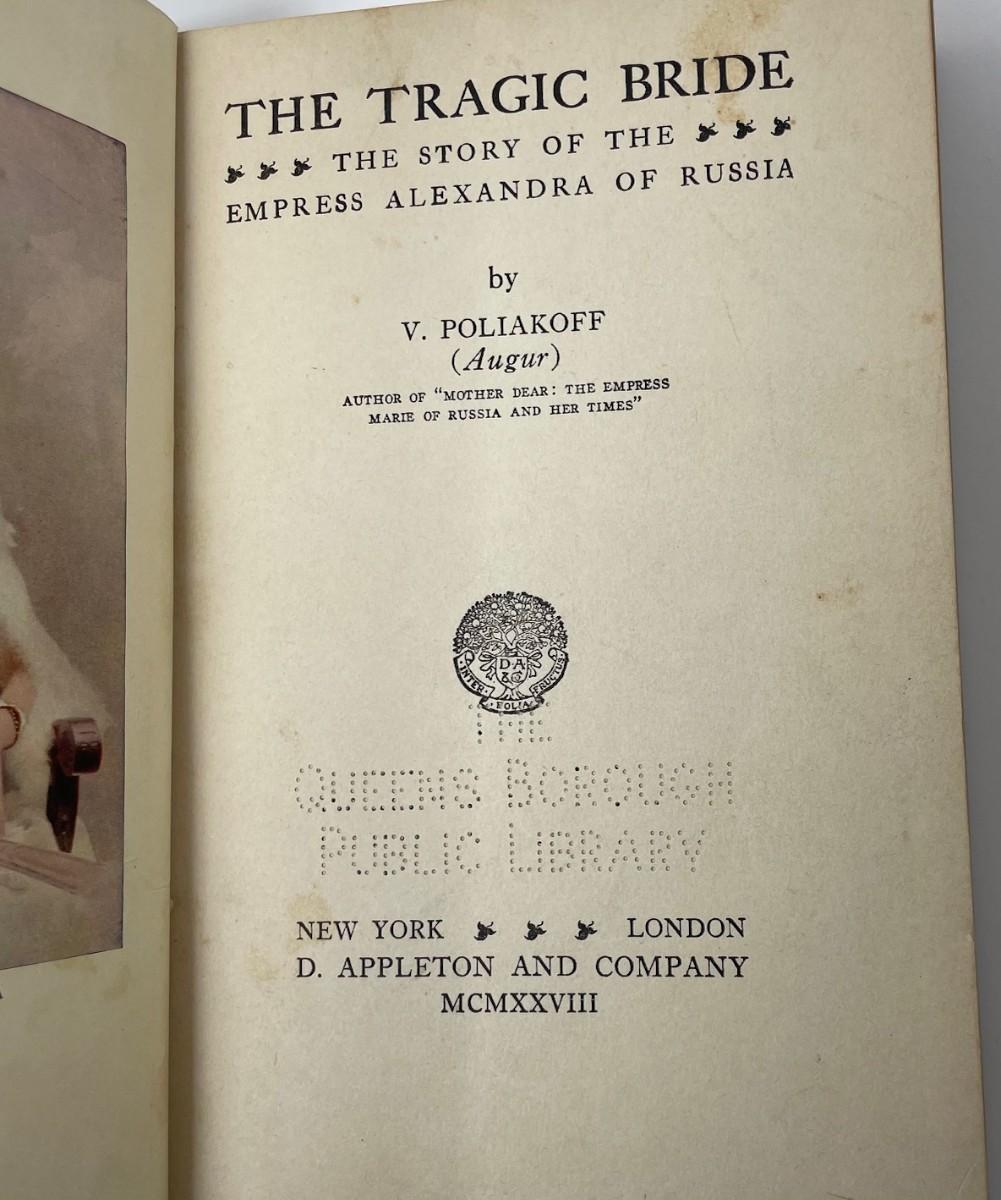 THE TRAGIC BRIDE
THE STORY OF THE
EMPRESS ALEXANDRA OF RUSSIA
by
V. POLIAKOFF
(Augur)
AUTHOR OF "MOTHER DEAR: THE EMPRESS
MARIE OF RUSSIA AND HER TIMES"
D·A
&C
·INTER·
·FOLIA·
FRUCTUS·
THE
QUEENS BOROUGH
PUBLIC LIBRARY
NEW YORK LONDON
D. APPLETON AND COMPANY
MCMXXVIII